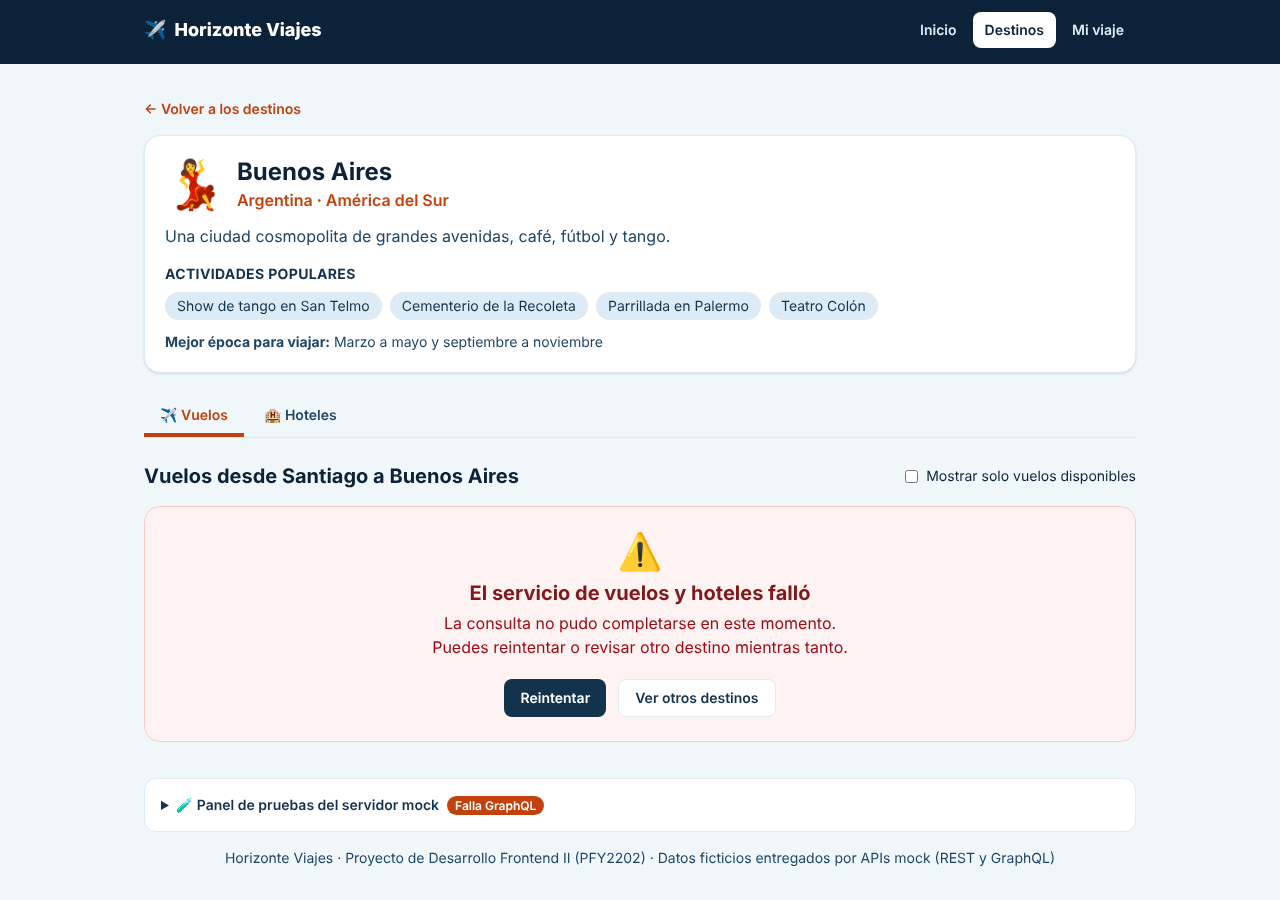 Horizonte Viajes
Inicio
Destinos
Mi viaje
← Volver a los destinos
Buenos Aires
Argentina · América del Sur
Una ciudad cosmopolita de grandes avenidas, café, fútbol y tango.
ACTIVIDADES POPULARES
Show de tango en San Telmo
Cementerio de la Recoleta
Parrillada en Palermo
Teatro Colón
Mejor época para viajar: Marzo a mayo y septiembre a noviembre
Vuelos
Hoteles
Vuelos desde Santiago a Buenos Aires
Mostrar solo vuelos disponibles
El servicio de vuelos y hoteles falló
La consulta no pudo completarse en este momento.
Puedes reintentar o revisar otro destino mientras tanto.
Reintentar
Ver otros destinos
Panel de pruebas del servidor mock
Falla GraphQL
Horizonte Viajes · Proyecto de Desarrollo Frontend II (PFY2202) · Datos ficticios entregados por APIs mock (REST y GraphQL)